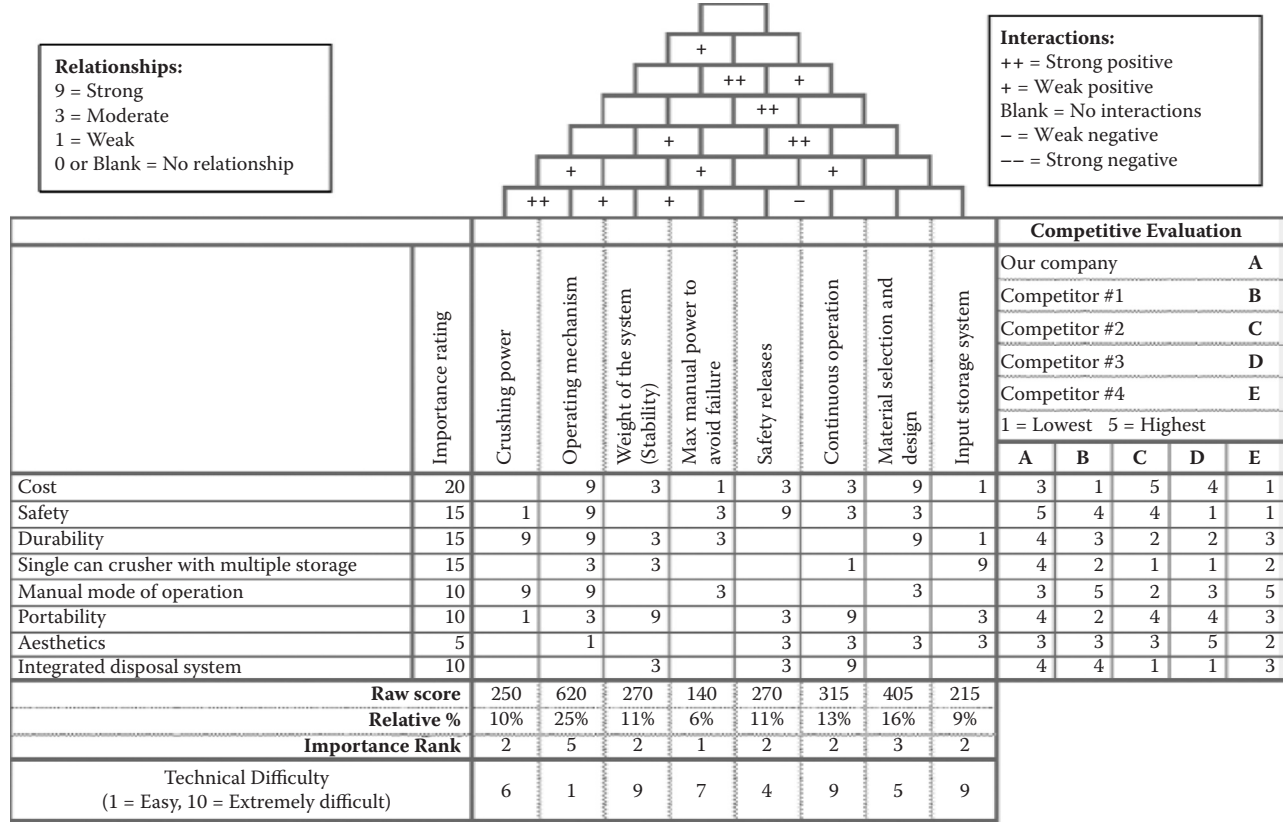 Relationships:
9 = Strong
3 = Moderate
1 = Weak
0 or Blank = No relationship
Interactions:
++ = Strong positive
+ = Weak positive
Blank = No interactions
− = Weak negative
−− = Strong negative
+
++ +
++
+ ++
+ + +
++ + + −
Importance rating
Crushing power
Operating mechanism
Weight of the system
(Stability)
Max manual power to
avoid failure
Safety releases
Continuous operation
Material selection and
design
Input storage system
Competitive Evaluation
Our company A
Competitor #1 B
Competitor #2 C
Competitor #3 D
Competitor #4 E
1 = Lowest 5 = Highest
A B C D E
Cost 20 9 3 1 3 3 9 1 3 1 5 4 1
Safety 15 1 9 3 9 3 3 5 4 4 1 1
Durability 15 9 9 3 3 9 1 4 3 2 2 3
Single can crusher with multiple storage 15 3 3 1 9 4 2 1 1 2
Manual mode of operation 10 9 9 3 3 3 5 2 3 5
Portability 10 1 3 9 3 9 3 4 2 4 4 3
Aesthetics 5 1 3 3 3 3 3 3 3 5 2
Integrated disposal system 10 3 3 9 4 4 1 1 3
Raw score 250 620 270 140 270 315 405 215
Relative % 10% 25% 11% 6% 11% 13% 16% 9%
Importance Rank 2 5 2 1 2 2 3 2
Technical Difficulty
(1 = Easy, 10 = Extremely difficult) 6 1 9 7 4 9 5 9